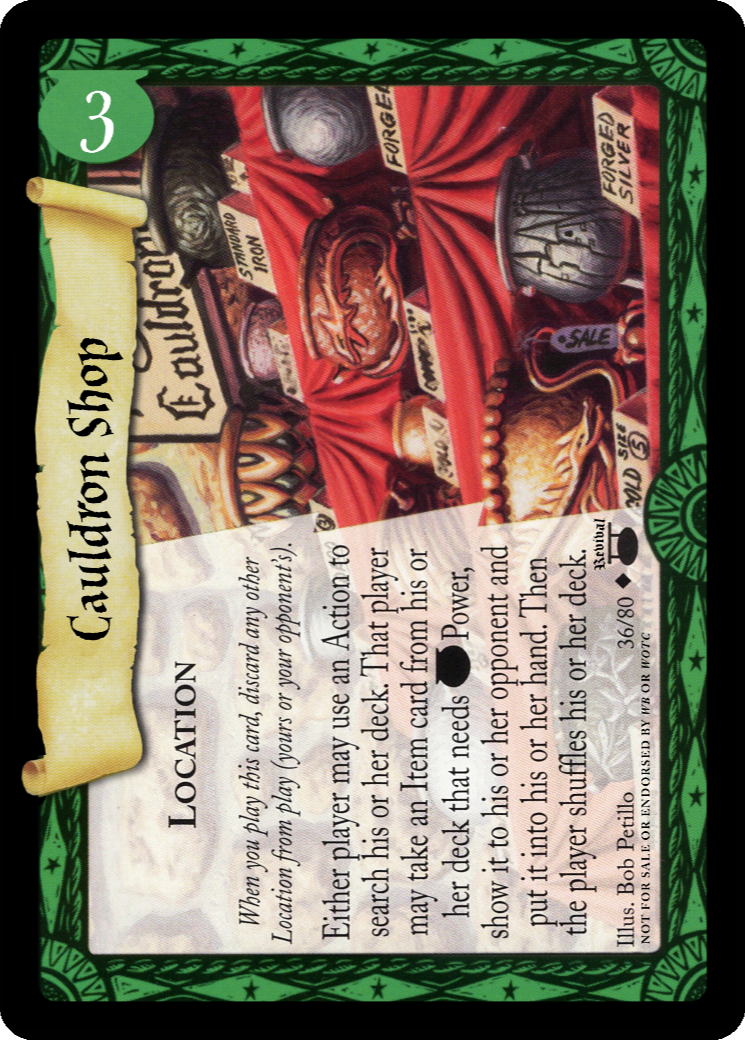 3
Cauldron Shop
Cauldron
STANDARD
IRON
FORGED
FORGED
SILVER
SALE
GOLD SIZE
5
LOCATION
When you play this card, discard any other
Location from play (yours or your opponent's).
Either player may use an Action to
search his or her deck. That player
may take an Item card from his or
her deck that needs Power,
show it to his or her opponent and
put it into his or her hand. Then
the player shuffles his or her deck.
Revival
Illus. Bob Petillo 36/80
NOT FOR SALE OR ENDORSED BY WB OR WOTC